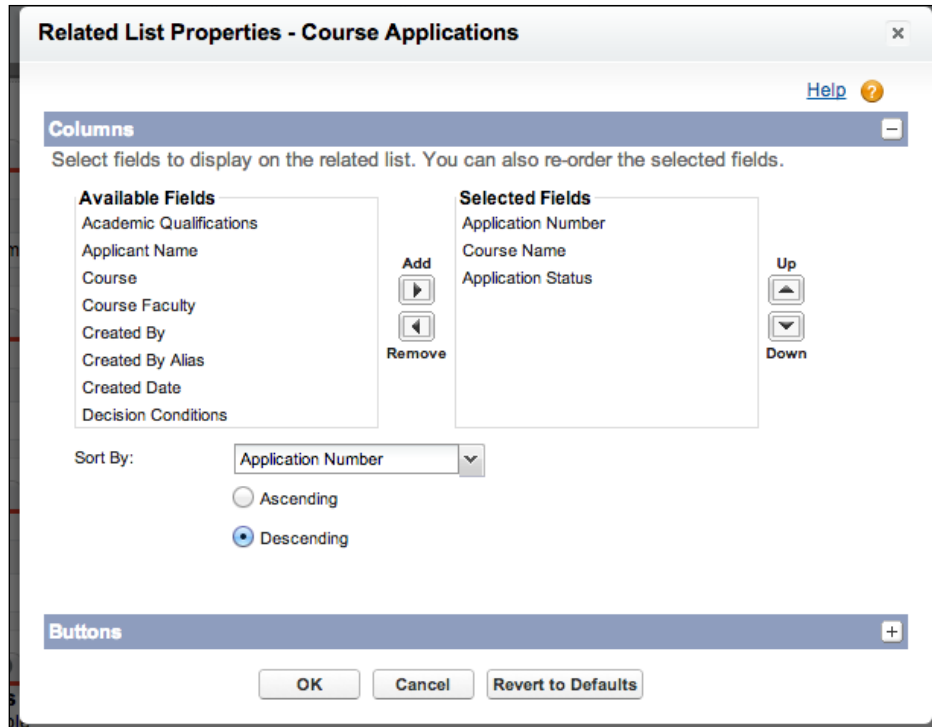 Related List Properties - Course Applications
Help
Columns
Select fields to display on the related list. You can also re-order the selected fields.
Available Fields
Academic Qualifications
Applicant Name
Course
Course Faculty
Created By
Created By Alias
Created Date
Decision Conditions
Add
Remove
Selected Fields
Application Number
Course Name
Application Status
Up
Down
Sort By:
Application Number
Ascending
Descending
Buttons
OK
Cancel
Revert to Defaults